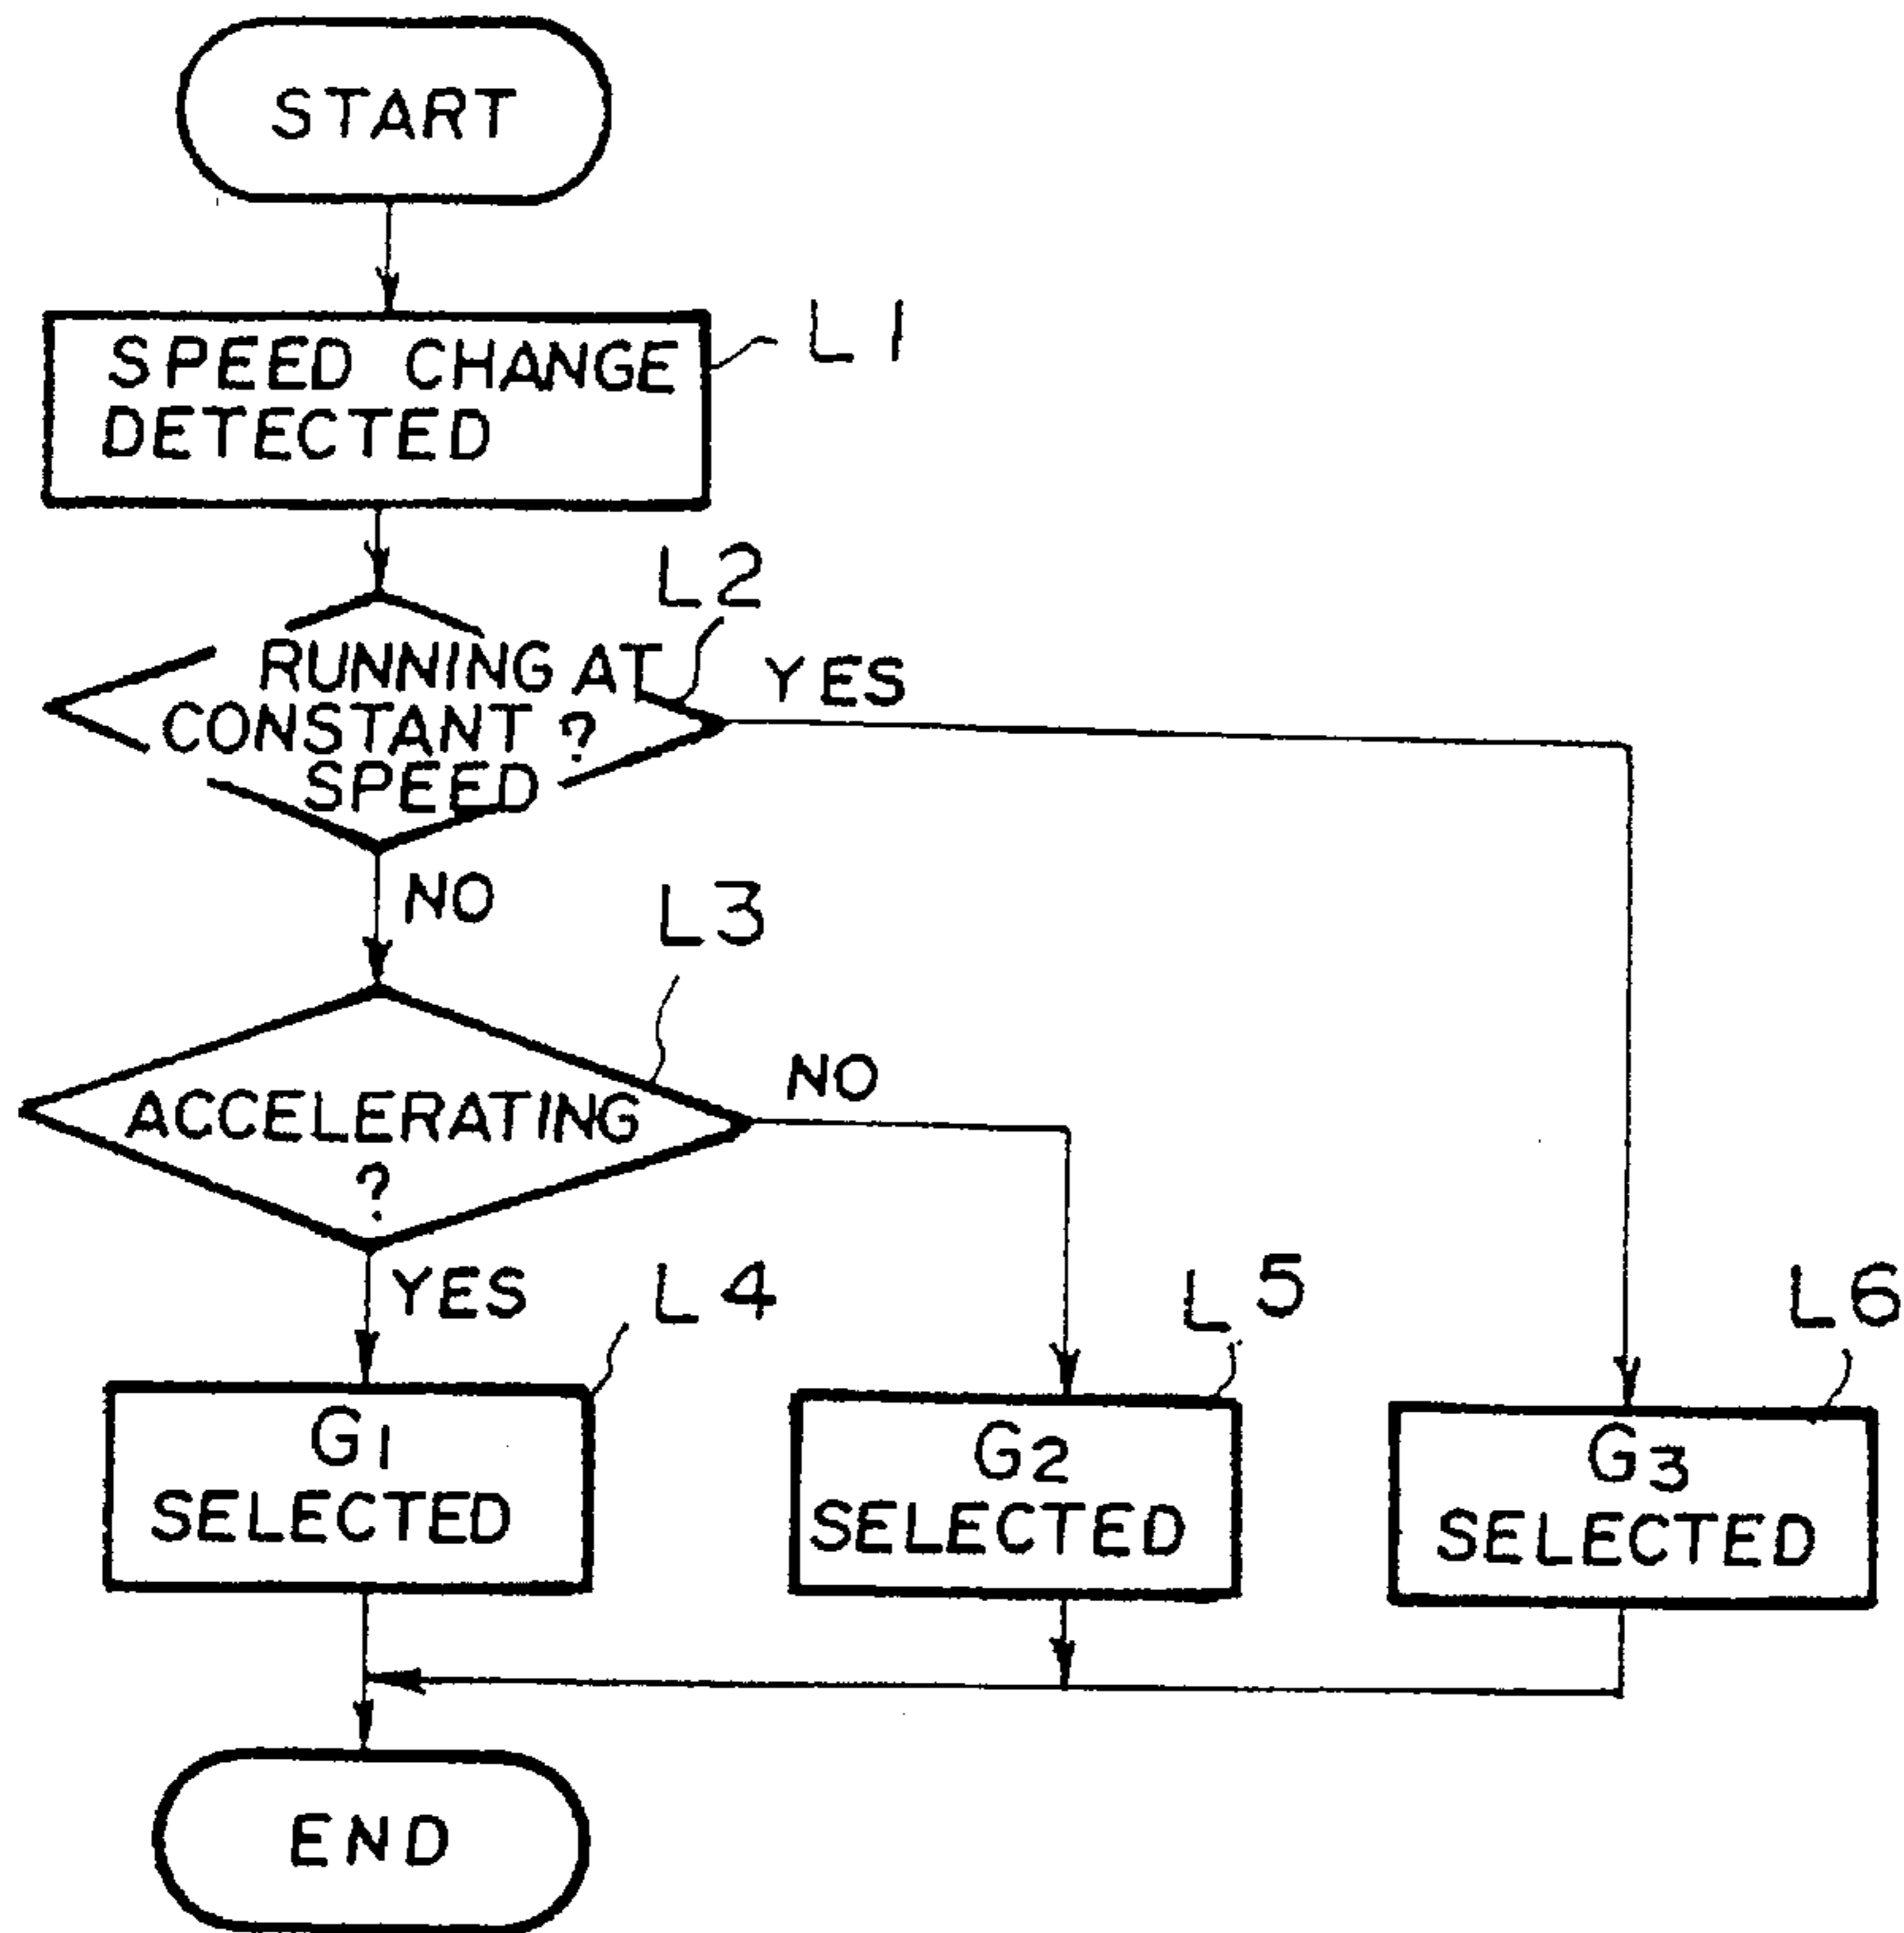 START
SPEED CHANGE
DETECTED
L1
L2
RUNNING AT
CONSTANT ?
SPEED
YES
NO
L3
ACCELERATING
?
NO
YES
L4
L5
L6
G1
SELECTED
G2
SELECTED
G3
SELECTED
END